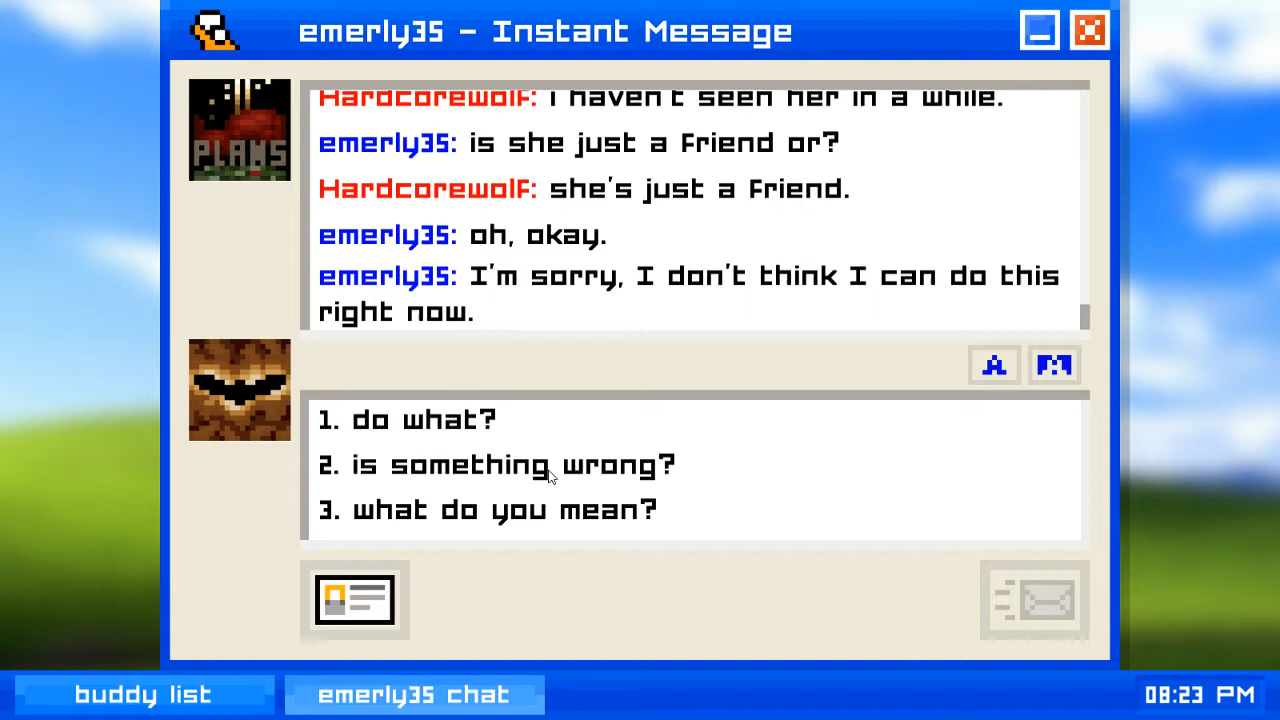 emerly35 - Instant Message
PLANS
Hardcorewolf: i haven't seen her in a while.
emerly35: is she just a friend or?
Hardcorewolf: she's just a friend.
emerly35: oh, okay.
emerly35: I'm sorry, I don't think I can do this
right now.
A
1. do what?
2. is something wrong?
3. what do you mean?
buddy list
emerly35 chat
08:23 PM